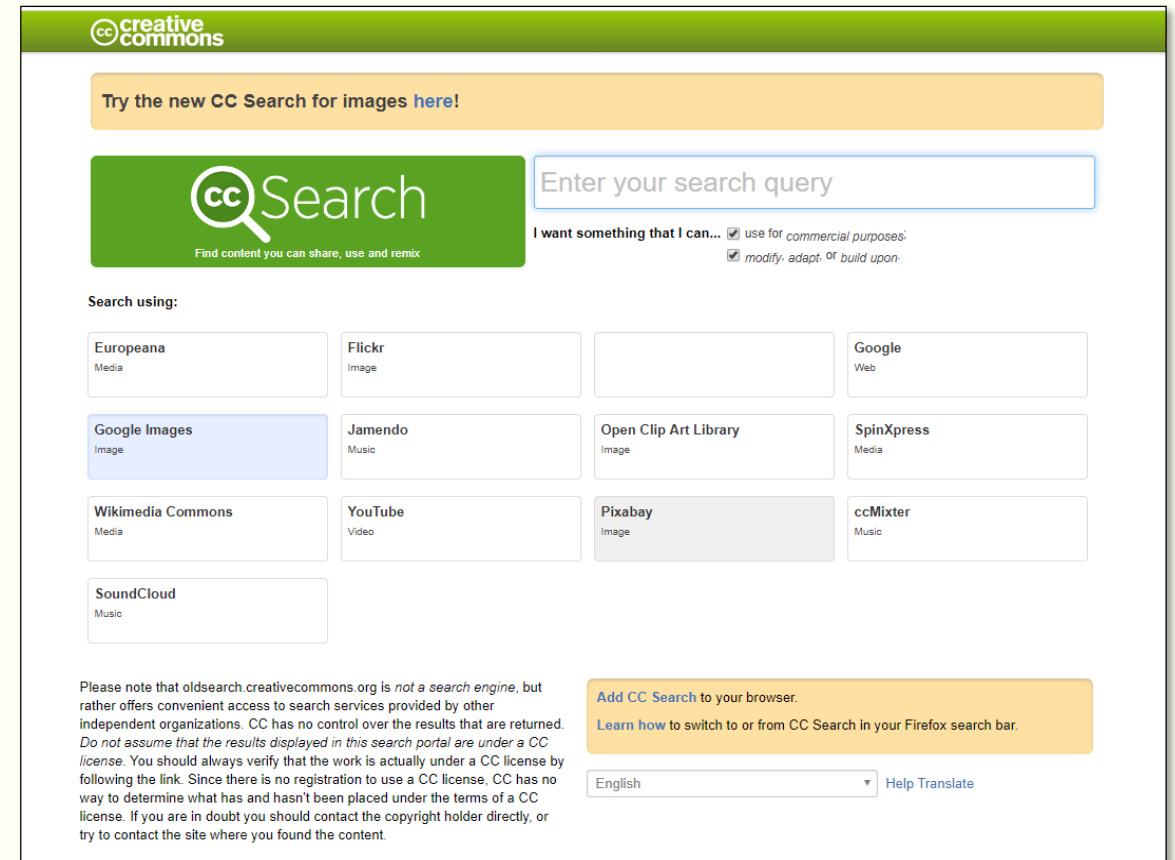 cc creative commons
Try the new CC Search for images here!
cc Search
Find content you can share, use and remix
Enter your search query
I want something that I can... use for commercial purposes;
modify, adapt, or build upon.
Search using:
Europeana
Media
Flickr
Image
Google
Web
Google Images
Image
Jamendo
Music
Open Clip Art Library
Image
SpinXpress
Media
Wikimedia Commons
Media
YouTube
Video
Pixabay
Image
ccMixter
Music
SoundCloud
Music
Please note that oldsearch.creativecommons.org is not a search engine, but
rather offers convenient access to search services provided by other
independent organizations. CC has no control over the results that are returned.
Do not assume that the results displayed in this search portal are under a CC
license. You should always verify that the work is actually under a CC license by
following the link. Since there is no registration to use a CC license, CC has no
way to determine what has and hasn't been placed under the terms of a CC
license. If you are in doubt you should contact the copyright holder directly, or
try to contact the site where you found the content.
Add CC Search to your browser.
Learn how to switch to or from CC Search in your Firefox search bar.
English
Help Translate